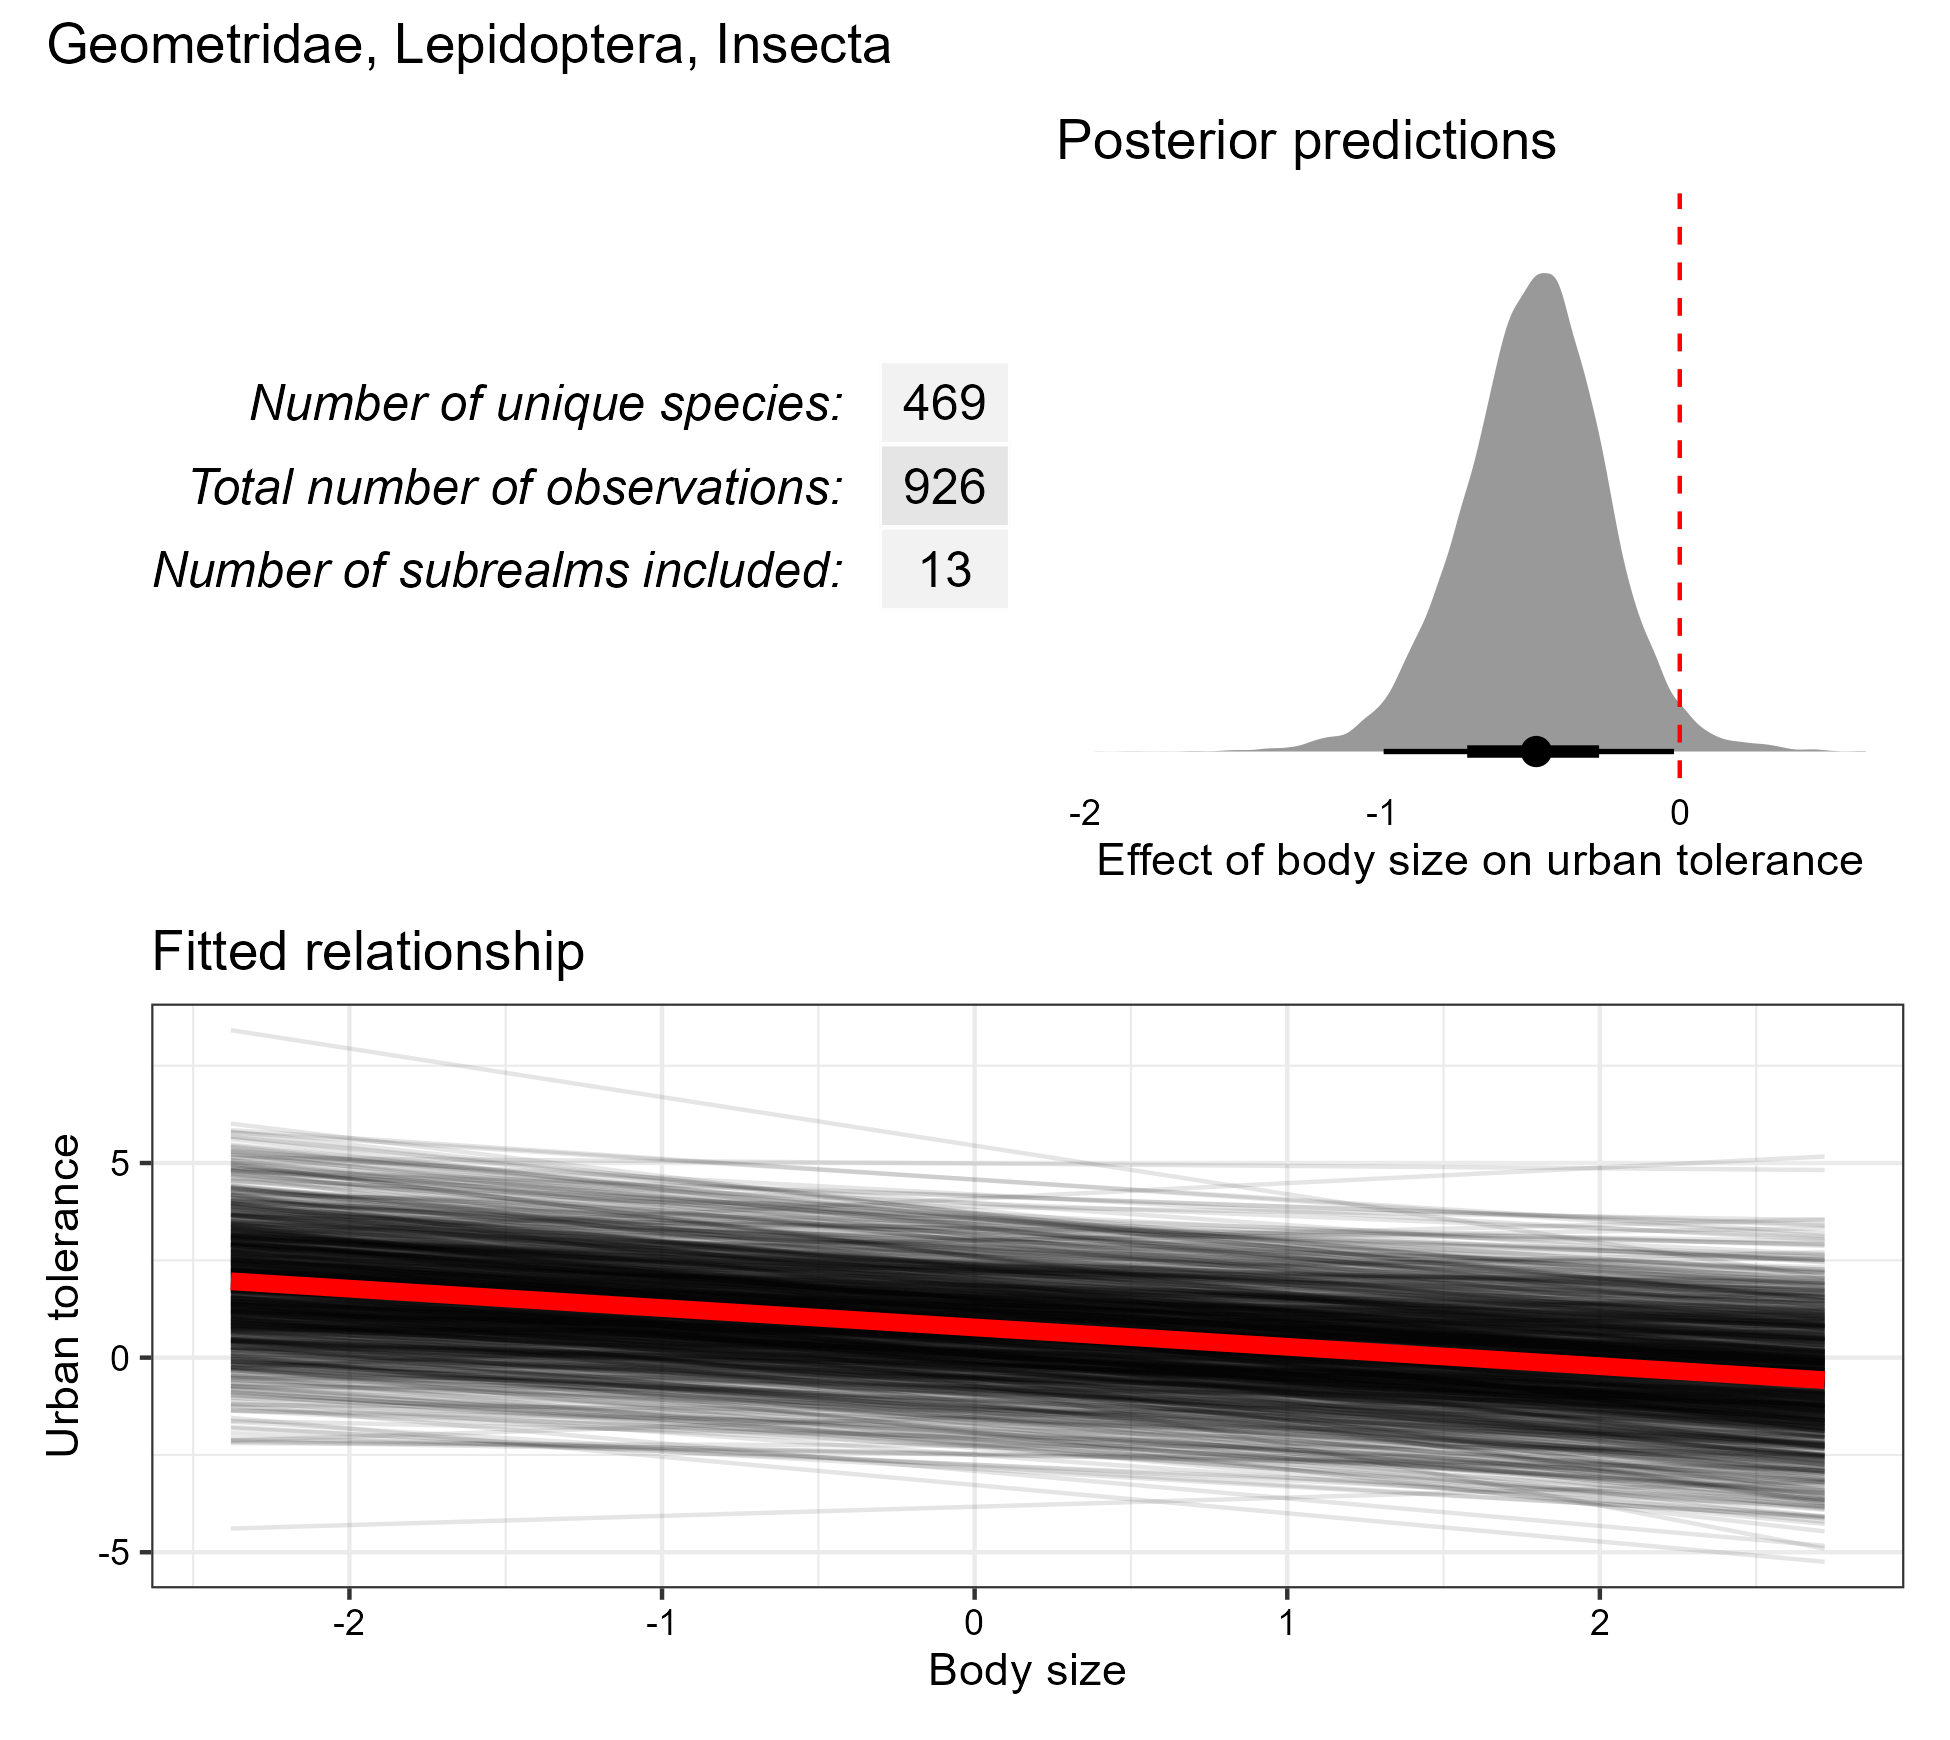 Geometridae, Lepidoptera, Insecta
Posterior predictions
Number of unique species: 469
Total number of observations: 926
Number of subrealms included: 13
-2 -1 0
Effect of body size on urban tolerance
Fitted relationship
Urban tolerance
5
0
-5
-2 -1 0 1 2
Body size